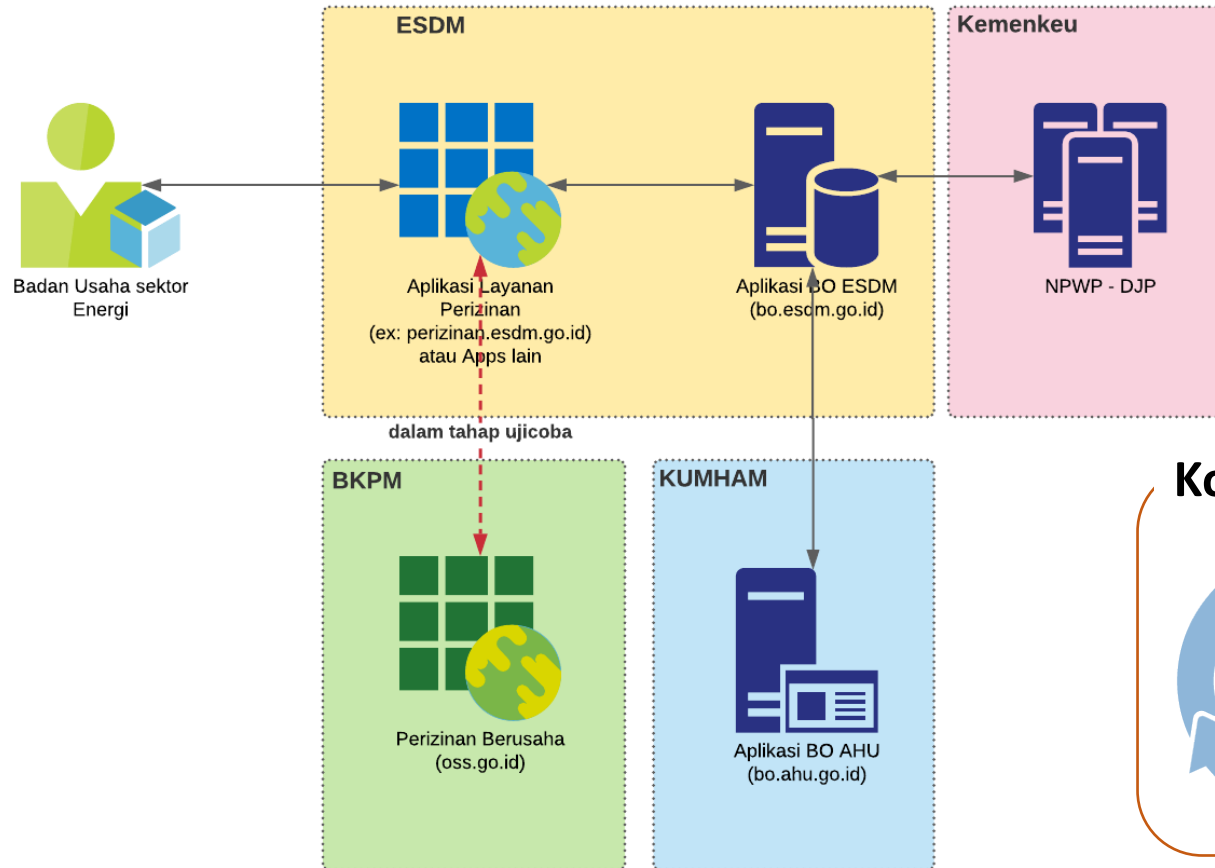 ESDM
Kemenkeu
Badan Usaha sektor
Energi
Aplikasi Layanan
Perizinan
(ex: perizinan.esdm.go.id)
atau Apps lain
Aplikasi BO ESDM
(bo.esdm.go.id)
NPWP - DJP
dalam tahap ujicoba
BKPM
KUMHAM
Perizinan Berusaha
(oss.go.id)
Aplikasi BO AHU
(bo.ahu.go.id)